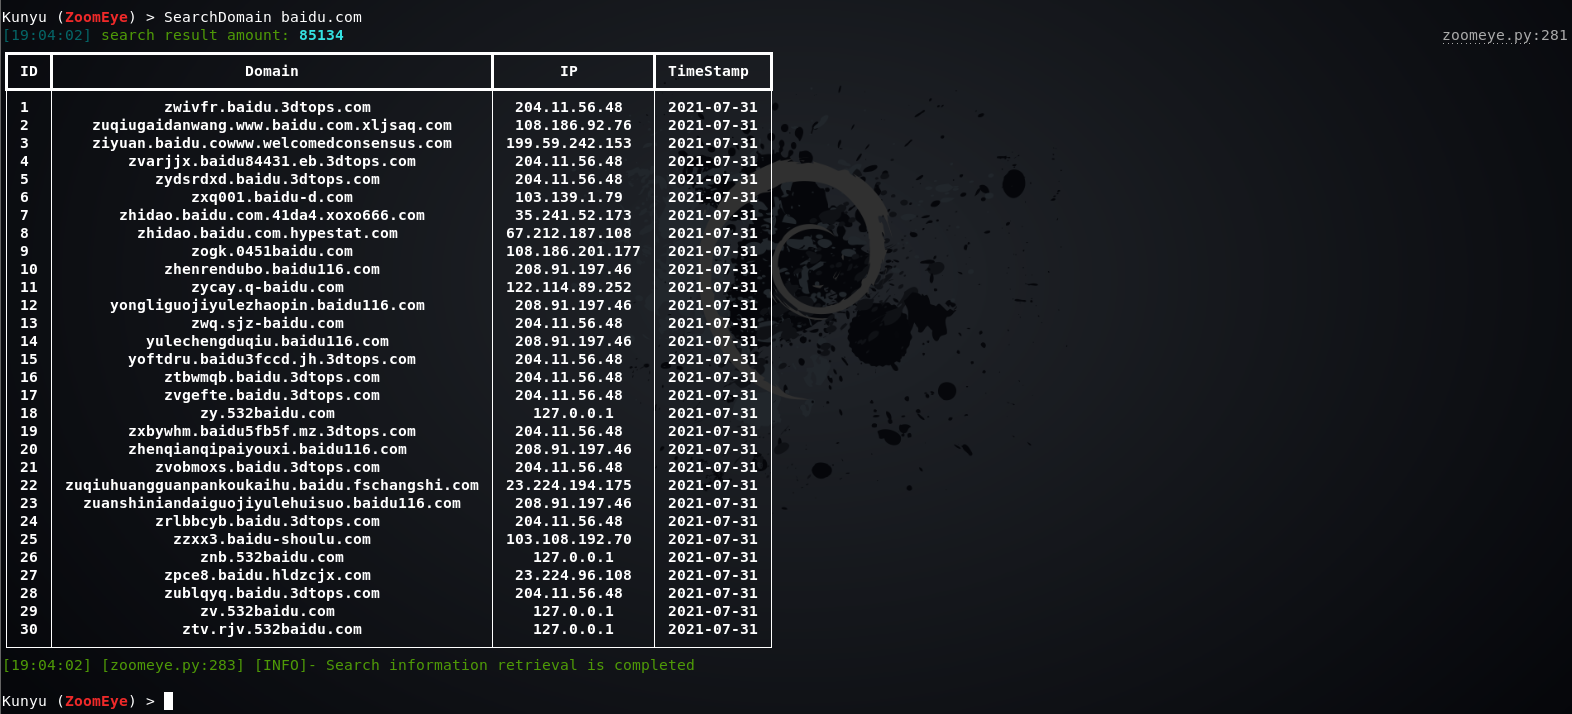 Kunyu (ZoomEye) > SearchDomain baidu.com
[19:04:02] search result amount: 85134 zoomeye.py:281
ID Domain IP TimeStamp
1 zwivfr.baidu.3dtops.com 204.11.56.48 2021-07-31
2 zuqiugaidanwang.www.baidu.com.xljsaq.com 108.186.92.76 2021-07-31
3 ziyuan.baidu.cowww.welcomedconsensus.com 199.59.242.153 2021-07-31
4 zvarjjx.baidu84431.eb.3dtops.com 204.11.56.48 2021-07-31
5 zydsrdxd.baidu.3dtops.com 204.11.56.48 2021-07-31
6 zxq001.baidu-d.com 103.139.1.79 2021-07-31
7 zhidao.baidu.com.41da4.xoxo666.com 35.241.52.173 2021-07-31
8 zhidao.baidu.com.hypestat.com 67.212.187.108 2021-07-31
9 zogk.0451baidu.com 108.186.201.177 2021-07-31
10 zhenrendubo.baidu116.com 208.91.197.46 2021-07-31
11 zycay.q-baidu.com 122.114.89.252 2021-07-31
12 yongliguojiyulezhaopin.baidu116.com 208.91.197.46 2021-07-31
13 zwq.sjz-baidu.com 204.11.56.48 2021-07-31
14 yulechengduqiu.baidu116.com 208.91.197.46 2021-07-31
15 yoftdru.baidu3fccd.jh.3dtops.com 204.11.56.48 2021-07-31
16 ztbwmqb.baidu.3dtops.com 204.11.56.48 2021-07-31
17 zvgefte.baidu.3dtops.com 204.11.56.48 2021-07-31
18 zy.532baidu.com 127.0.0.1 2021-07-31
19 zxbywhm.baidu5fb5f.mz.3dtops.com 204.11.56.48 2021-07-31
20 zhenqianqipaiyouxi.baidu116.com 208.91.197.46 2021-07-31
21 zvobmoxs.baidu.3dtops.com 204.11.56.48 2021-07-31
22 zuqiuhuangguanpankoukaihu.baidu.fschangshi.com 23.224.194.175 2021-07-31
23 zuanshiniandaiguojiyulehuisuo.baidu116.com 208.91.197.46 2021-07-31
24 zrlbbcyb.baidu.3dtops.com 204.11.56.48 2021-07-31
25 zzxx3.baidu-shoulu.com 103.108.192.70 2021-07-31
26 znb.532baidu.com 127.0.0.1 2021-07-31
27 zpce8.baidu.hldzcjx.com 23.224.96.108 2021-07-31
28 zublqyq.baidu.3dtops.com 204.11.56.48 2021-07-31
29 zv.532baidu.com 127.0.0.1 2021-07-31
30 ztv.rjv.532baidu.com 127.0.0.1 2021-07-31
[19:04:02] [zoomeye.py:283] [INFO]- Search information retrieval is completed
Kunyu (ZoomEye) >